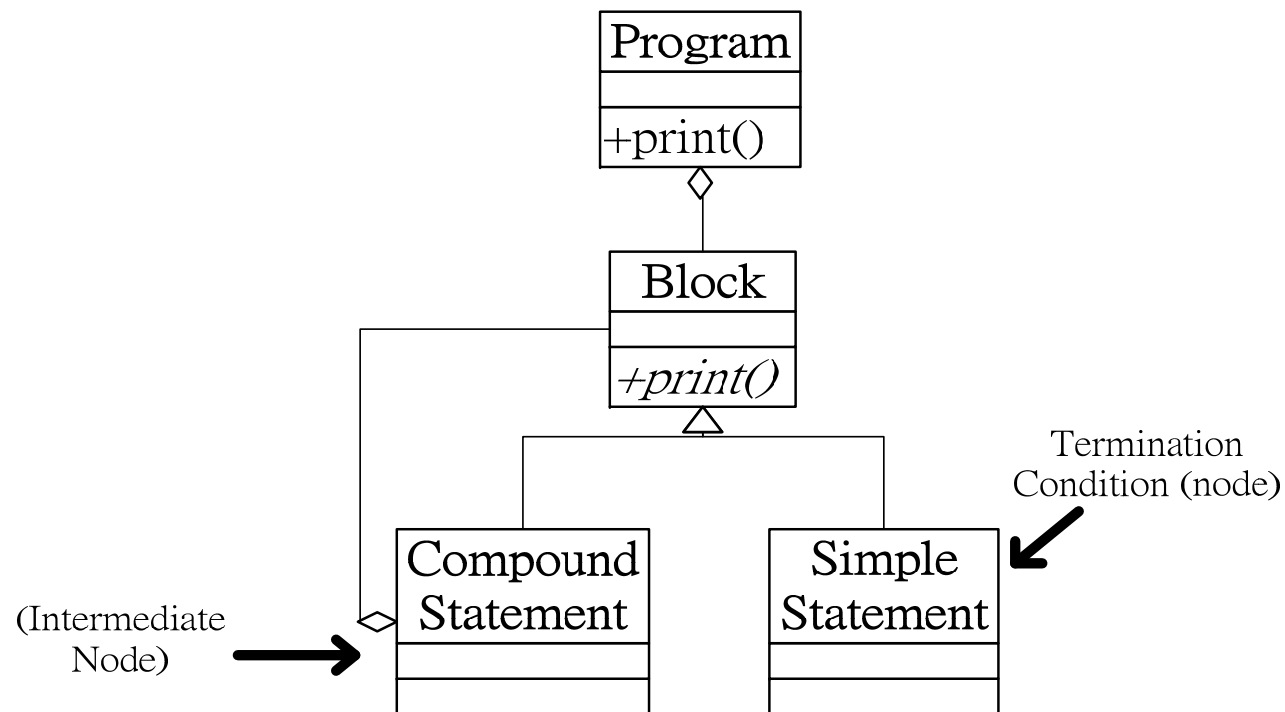 Program
+print()
Block
+print()
Termination
Condition (node)
Compound
Statement
Simple
Statement
(Intermediate
Node)